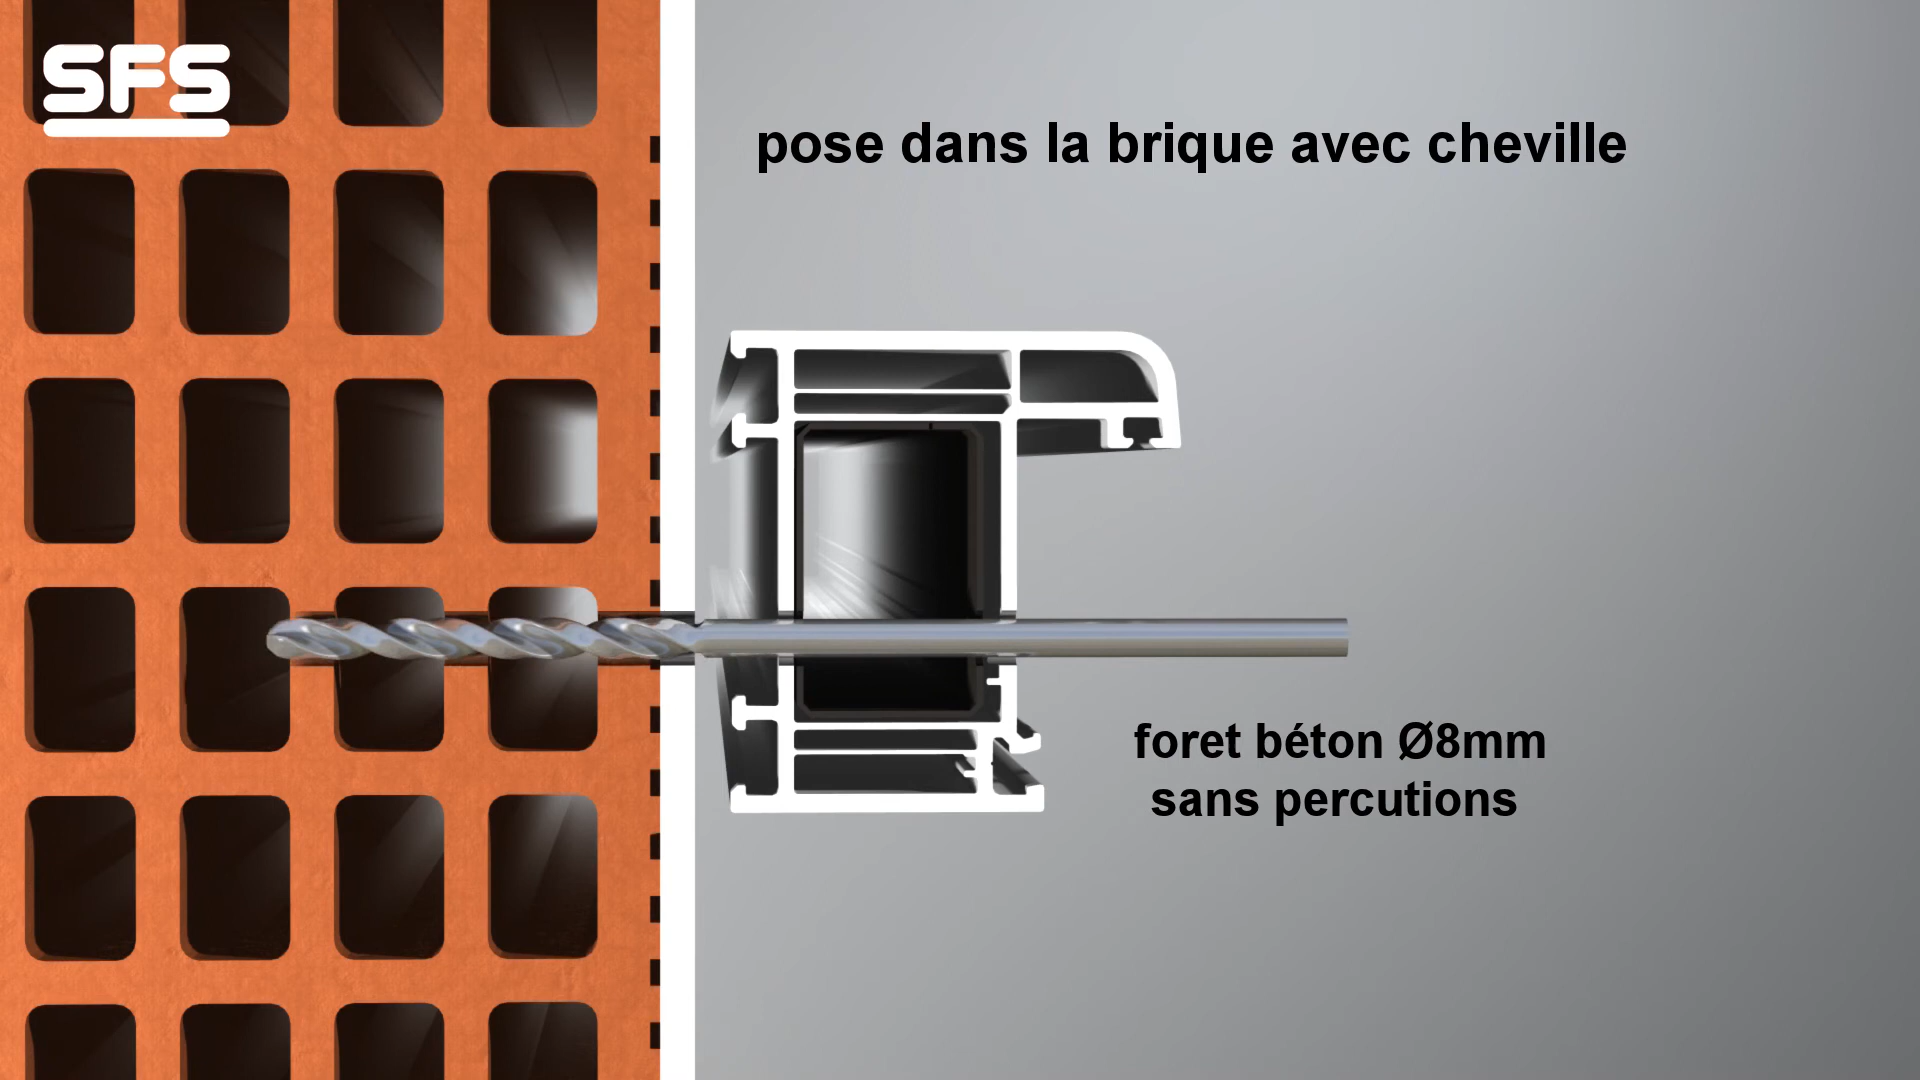 SFS
pose dans la brique avec cheville
foret béton Ø8mm
sans percutions